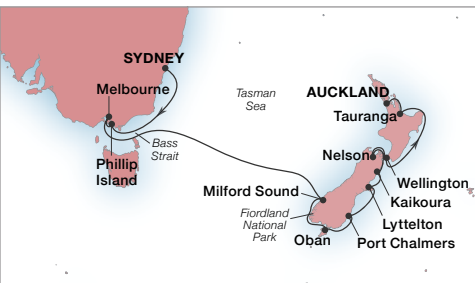 SYDNEY
Melbourne
AUCKLAND
Tasman
Sea
Tauranga
Bass
Strait
Phillip
Island
Nelson
Wellington
Milford Sound
Kaikoura
Fiordland
National
Park
Lyttelton
Oban
Port Chalmers